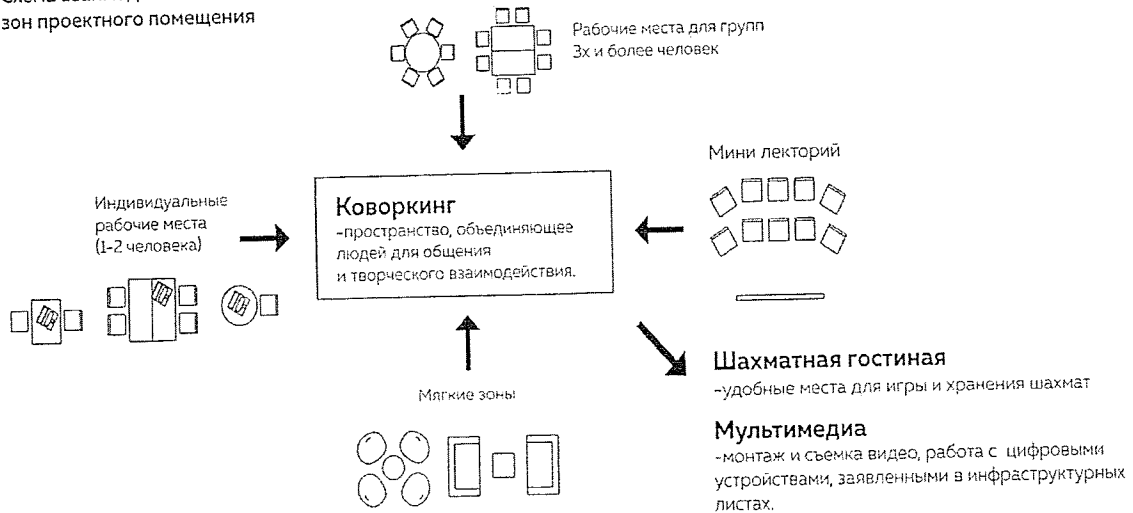 зон проектного помещения
Рабочие места для групп
3х и более человек
Мини лекторий
Индивидуальные
рабочие места
(1-2 человека)
Коворкинг
-пространство, объединяющее
людей для общения
и творческого взаимодействия.
Мягкие зоны
Шахматная гостиная
-удобные места для игры и хранения шахмат
Мультимедиа
-монтаж и съемка видео, работа с цифровыми
устройствами, заявленными в инфраструктурных
листах.